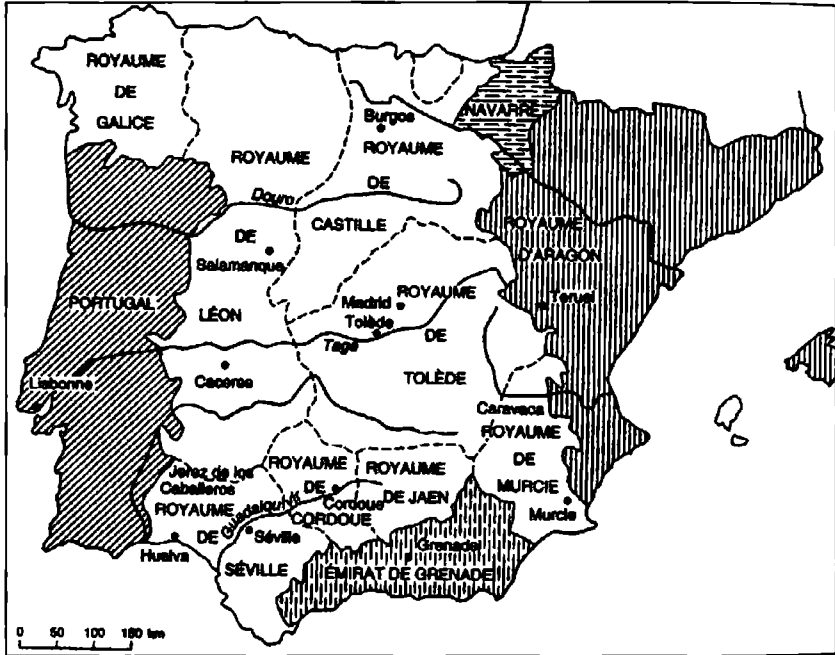 ROYAUME
DE
GALICE
NAVARRE
Burgos
ROYAUME
DE
CASTILLE
ROYAUME
DE
LÉON
Douro
Salamanque
ROYAUME
D'ARAGON
Teruel
PORTUGAL
Lisbonne
Madrid
Tolède
Tage
ROYAUME
DE
TOLÈDE
Caceres
Caravaca
ROYAUME
DE
MURCIE
Murcie
Jerez de los
Caballeros
ROYAUME
DE
SÉVILLE
Guadalquivir
Séville
Huelva
ROYAUME
DE
CORDOUE
Cordoue
ROYAUME
DE JAEN
Grenade
ÉMIRAT DE GRENADE
0 50 100 150 km